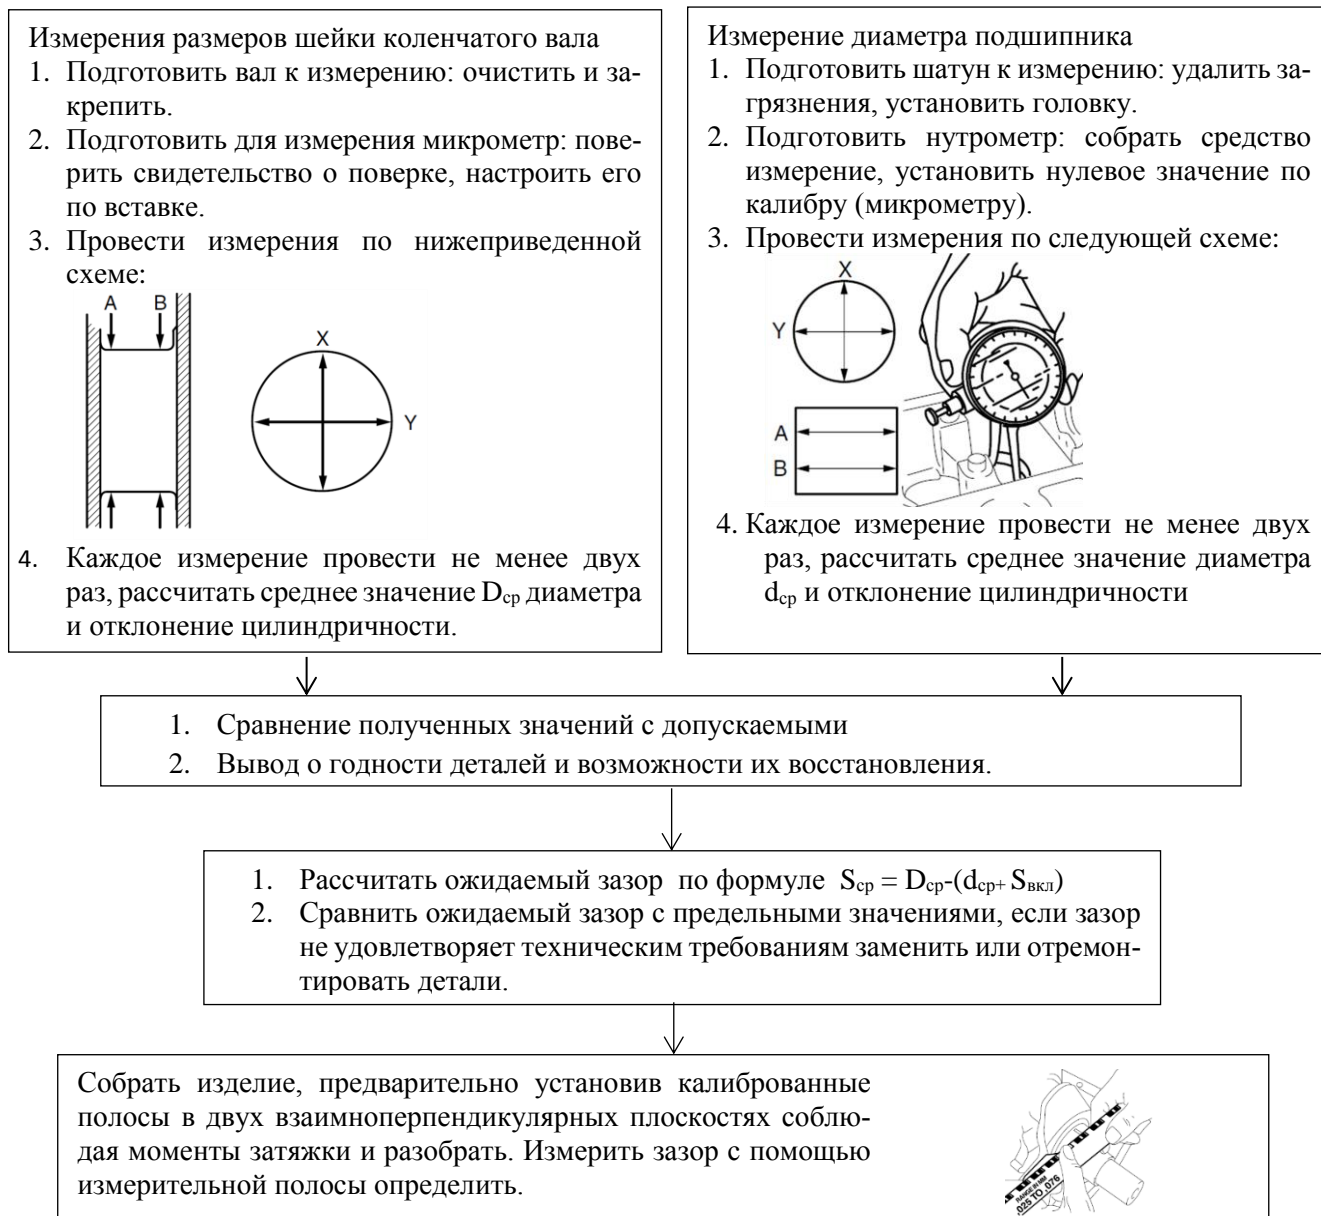 Измерения размеров шейки коленчатого вала
1. Подготовить вал к измерению: очистить и за-
крепить.
2. Подготовить для измерения микрометр: пове-
рить свидетельство о поверке, настроить его
по вставке.
3. Провести измерения по нижеприведенной
схеме:
A B
X
Y
4. Каждое измерение провести не менее двух
раз, рассчитать среднее значение Dср диаметра
и отклонение цилиндричности.
Измерение диаметра подшипника
1. Подготовить шатун к измерению: удалить за-
грязнения, установить головку.
2. Подготовить нутрометр: собрать средство
измерение, установить нулевое значение по
калибру (микрометру).
3. Провести измерения по следующей схеме:
X
Y
A
B
4. Каждое измерение провести не менее двух
раз, рассчитать среднее значение диаметра
dср и отклонение цилиндричности
1. Сравнение полученных значений с допускаемыми
2. Вывод о годности деталей и возможности их восстановления.
1. Рассчитать ожидаемый зазор по формуле Sср = Dср-(dср+ Sвкл)
2. Сравнить ожидаемый зазор с предельными значениями, если зазор
не удовлетворяет техническим требованиям заменить или отремон-
тировать детали.
Собрать изделие, предварительно установив калиброванные
полосы в двух взаимноперпендикулярных плоскостях соблю-
дая моменты затяжки и разобрать. Измерить зазор с помощью
измерительной полосы определить.
RANGE IN MM
.025 TO .076